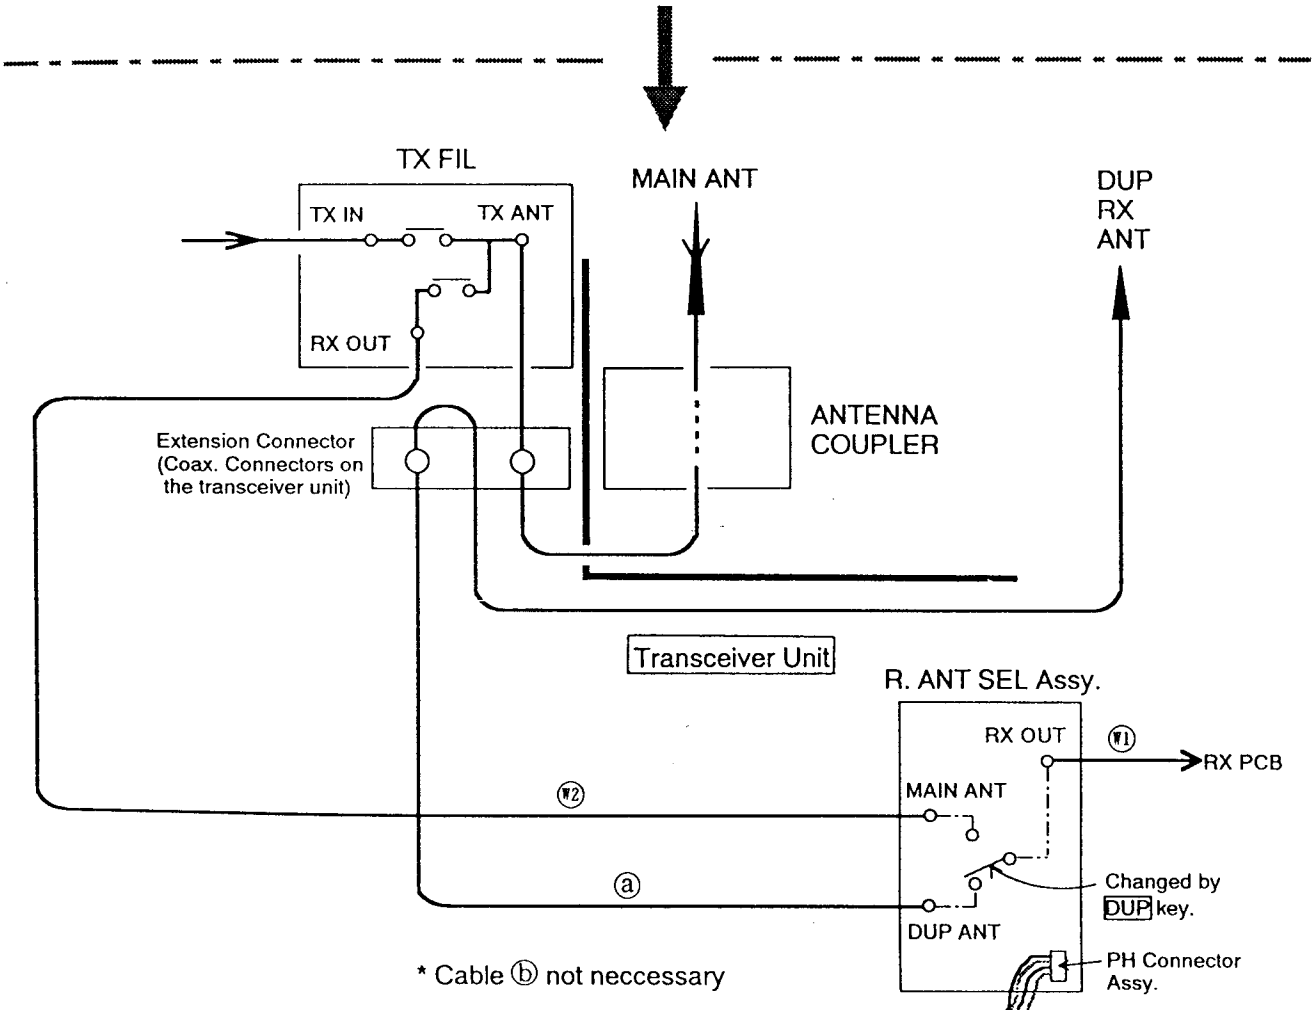 TX FIL
MAIN ANT
DUP
RX
ANT
TX IN
TX ANT
RX OUT
ANTENNA
COUPLER
Extension Connector
(Coax. Connectors on
the transceiver unit)
Transceiver Unit
R. ANT SEL Assy.
RX OUT
W1
RX PCB
MAIN ANT
W2
a
Changed by
DUP key.
DUP ANT
PH Connector
Assy.
* Cable b not neccessary